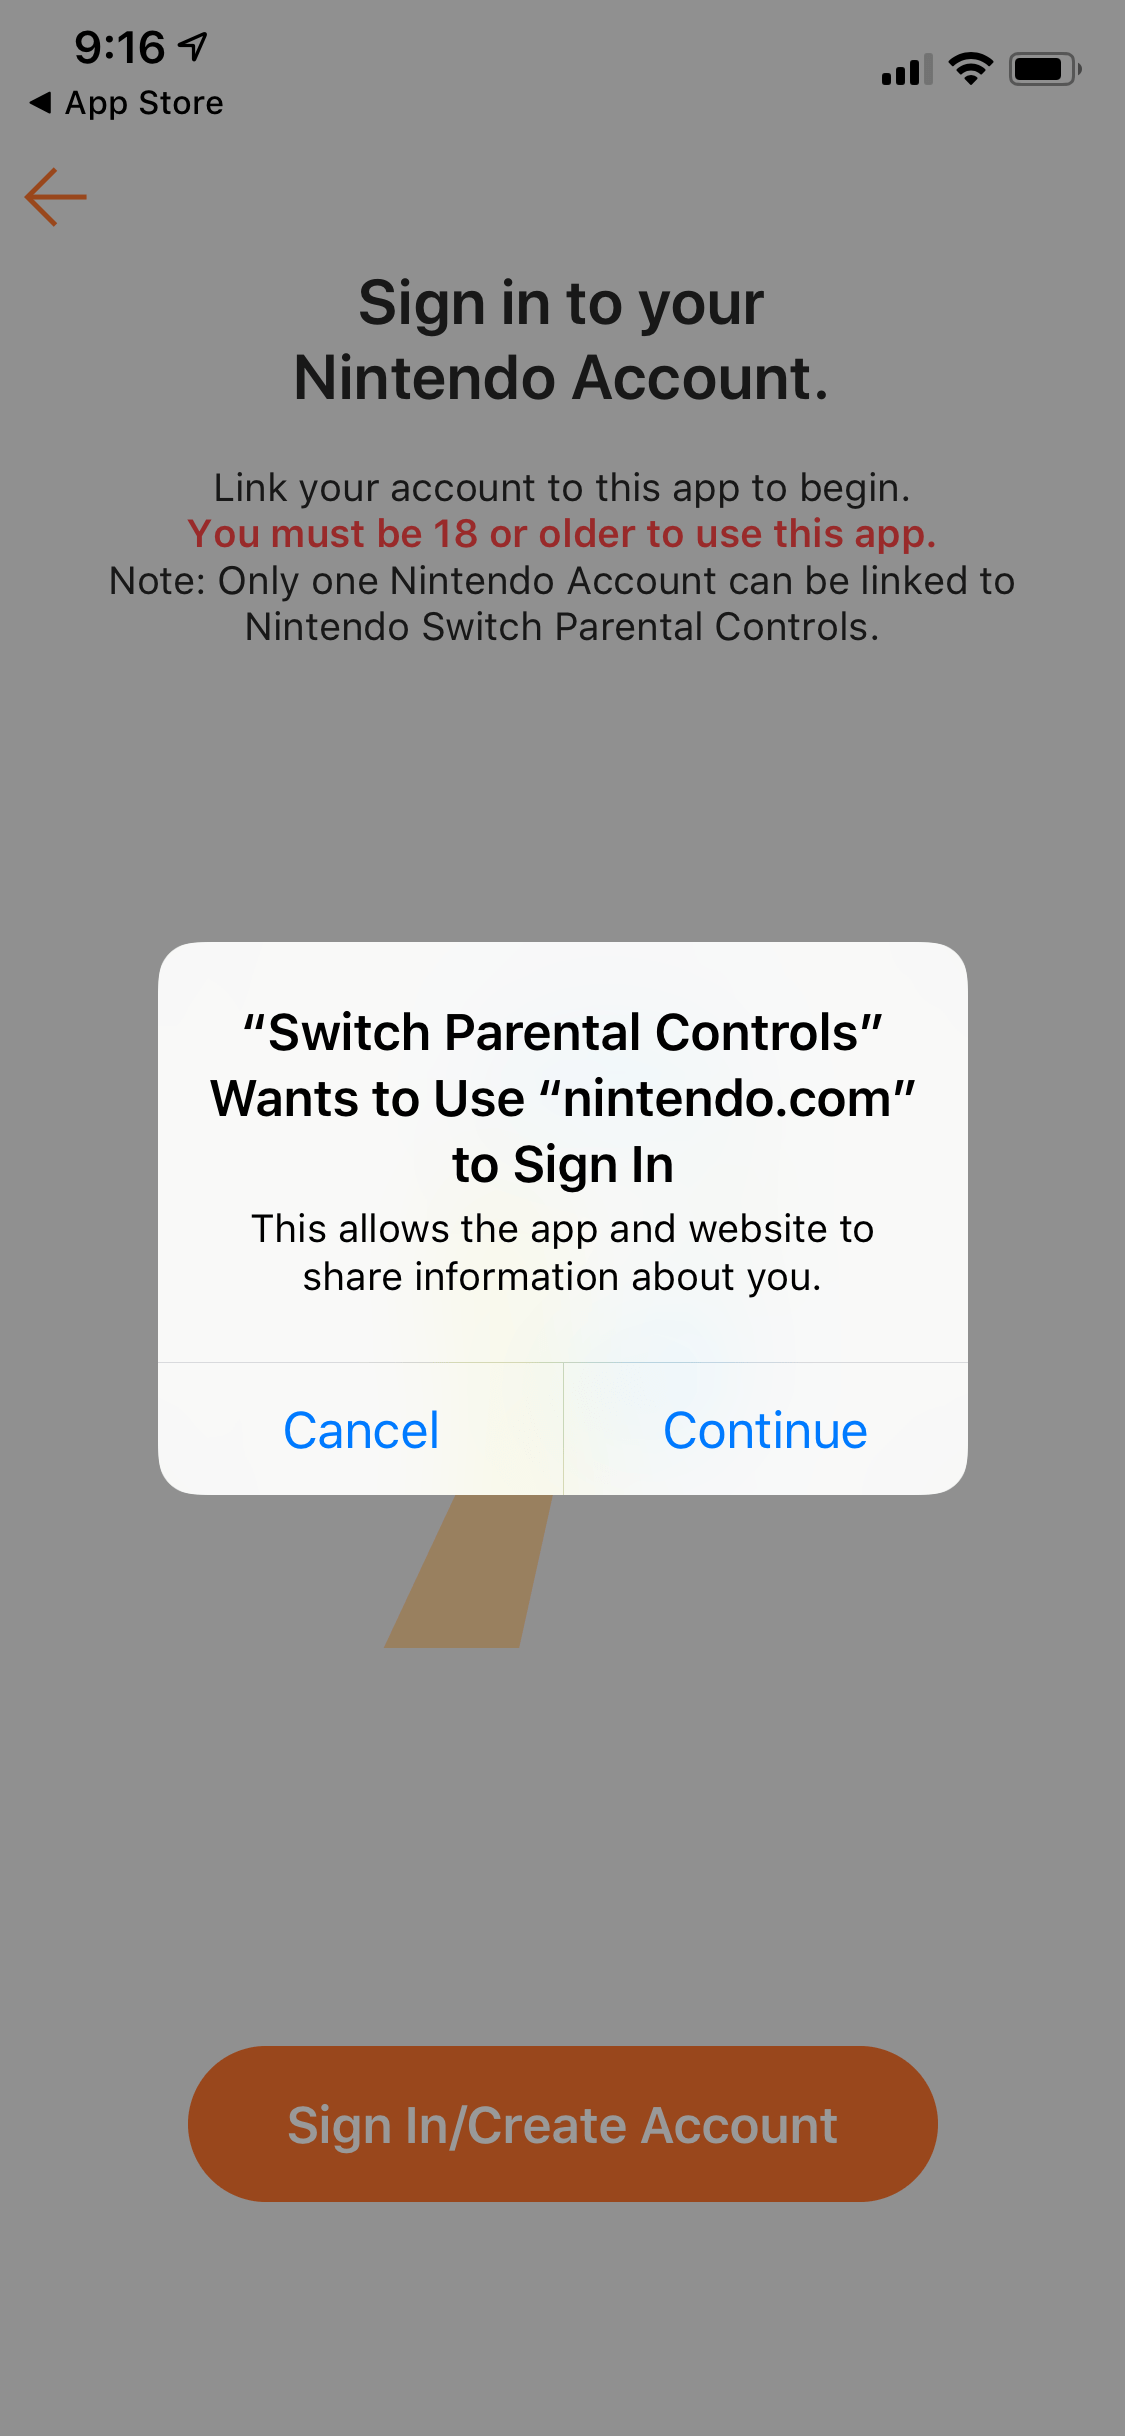 9:16
App Store
Sign in to your
Nintendo Account.
Link your account to this app to begin.
You must be 18 or older to use this app.
Note: Only one Nintendo Account can be linked to
Nintendo Switch Parental Controls.
“Switch Parental Controls”
Wants to Use “nintendo.com”
to Sign In
This allows the app and website to
share information about you.
Cancel
Continue
Sign In/Create Account